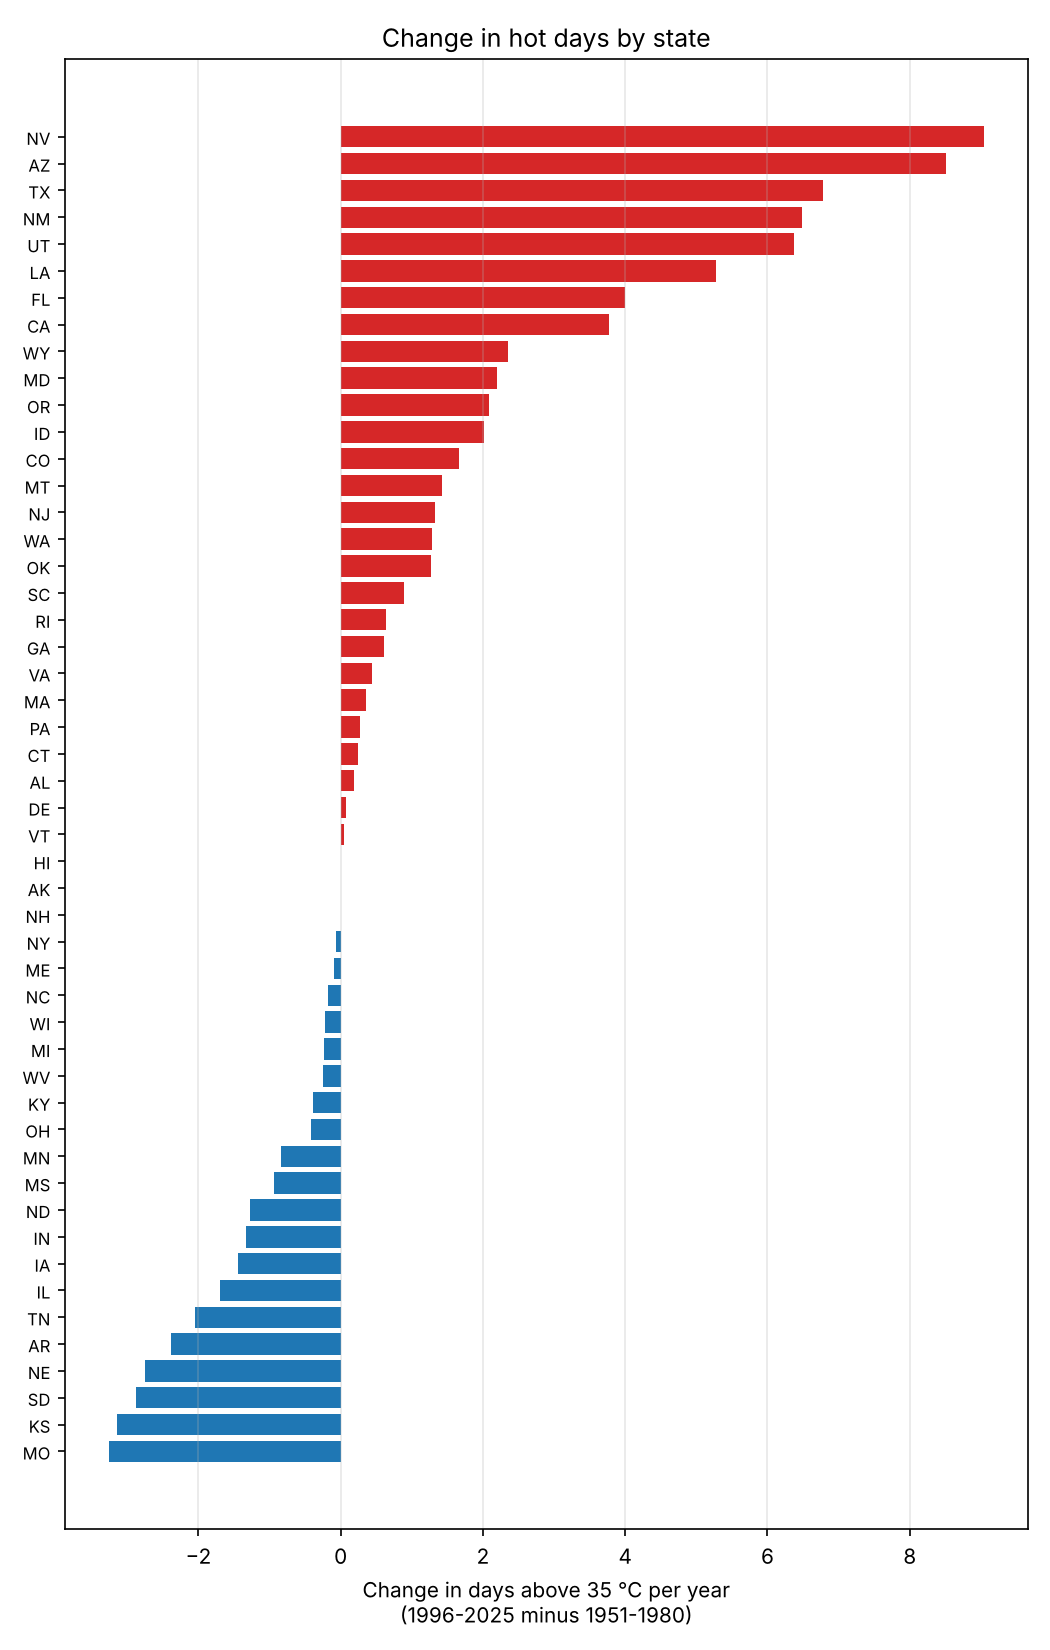 Change in hot days by state
NV
AZ
TX
NM
UT
LA
FL
CA
WY
MD
OR
ID
CO
MT
NJ
WA
OK
SC
RI
GA
VA
MA
PA
CT
AL
DE
VT
HI
AK
NH
NY
ME
NC
WI
MI
WV
KY
OH
MN
MS
ND
IN
IA
IL
TN
AR
NE
SD
KS
MO
−2 0 2 4 6 8
Change in days above 35 °C per year
(1996-2025 minus 1951-1980)